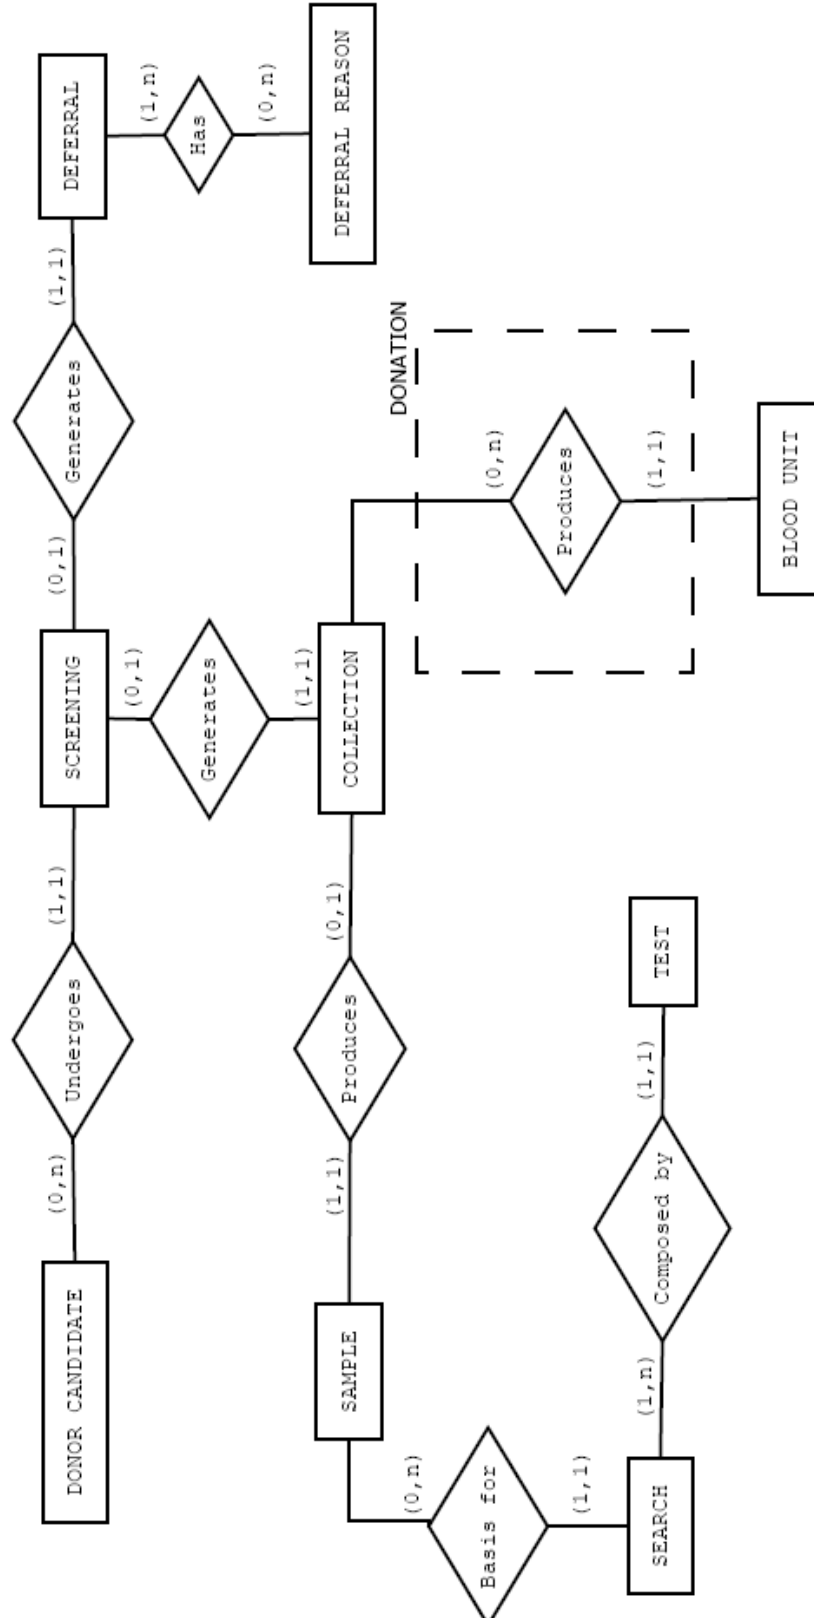 DONOR CANDIDATE
(0,n)
Undergoes
(1,1)
SCREENING
(0,1)
Generates
(1,1)
DEFERRAL
(1,n)
Has
(0,n)
DEFERRAL REASON
(0,1)
Generates
(1,1)
SAMPLE
(1,1)
Produces
(0,1)
COLLECTION
DONATION
(0,n)
Produces
(1,1)
BLOOD UNIT
(0,n)
Basis for
(1,1)
SEARCH
(1,n)
Composed by
(1,1)
TEST